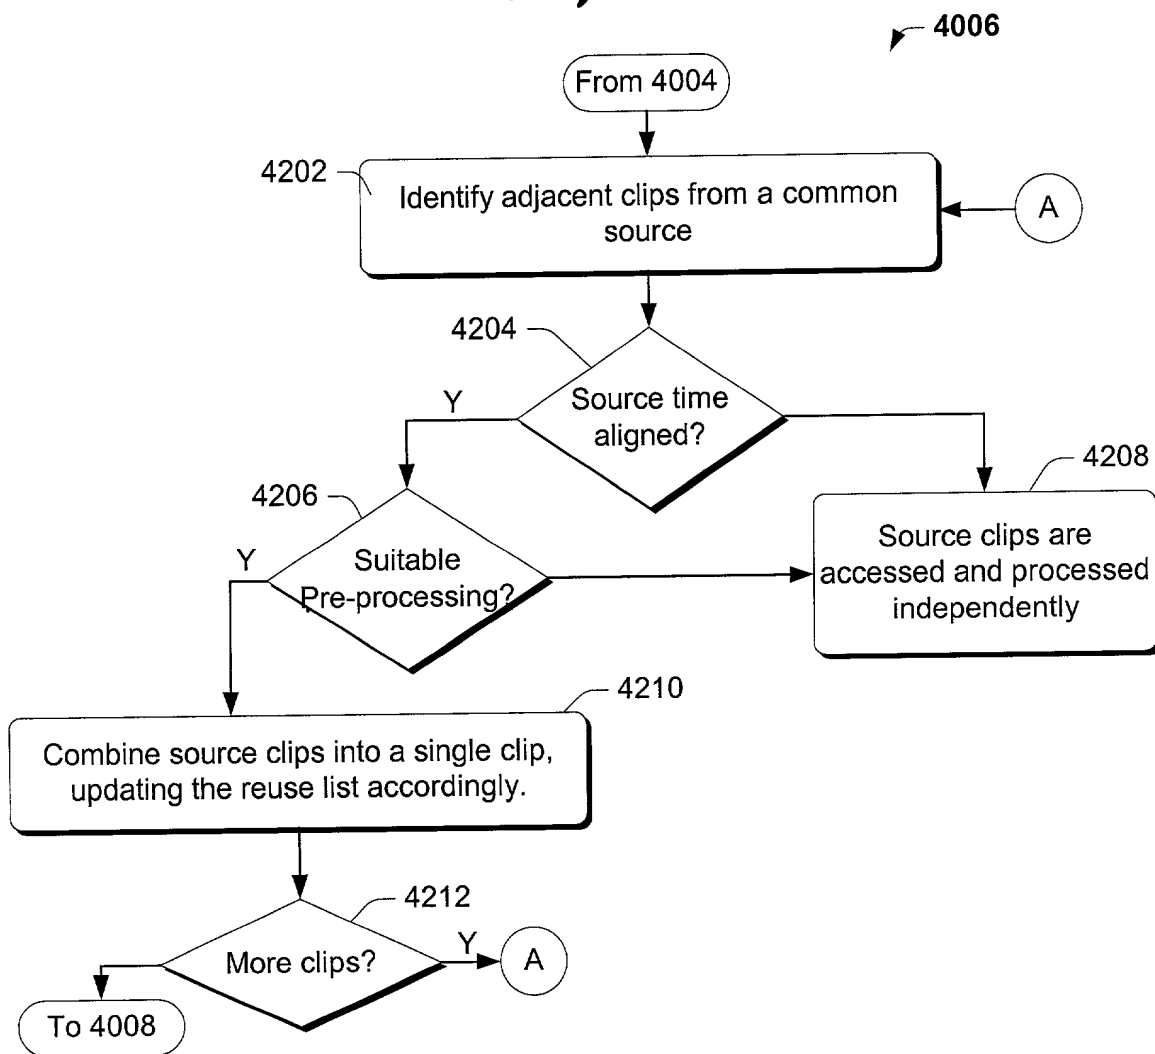 4006
From 4004
4202
Identify adjacent clips from a common
source
A
4204
Y
Source time
aligned?
4206
Y
Suitable
Pre-processing?
4208
Source clips are
accessed and processed
independently
4210
Combine source clips into a single clip,
updating the reuse list accordingly.
4212
More clips?
Y
A
To 4008